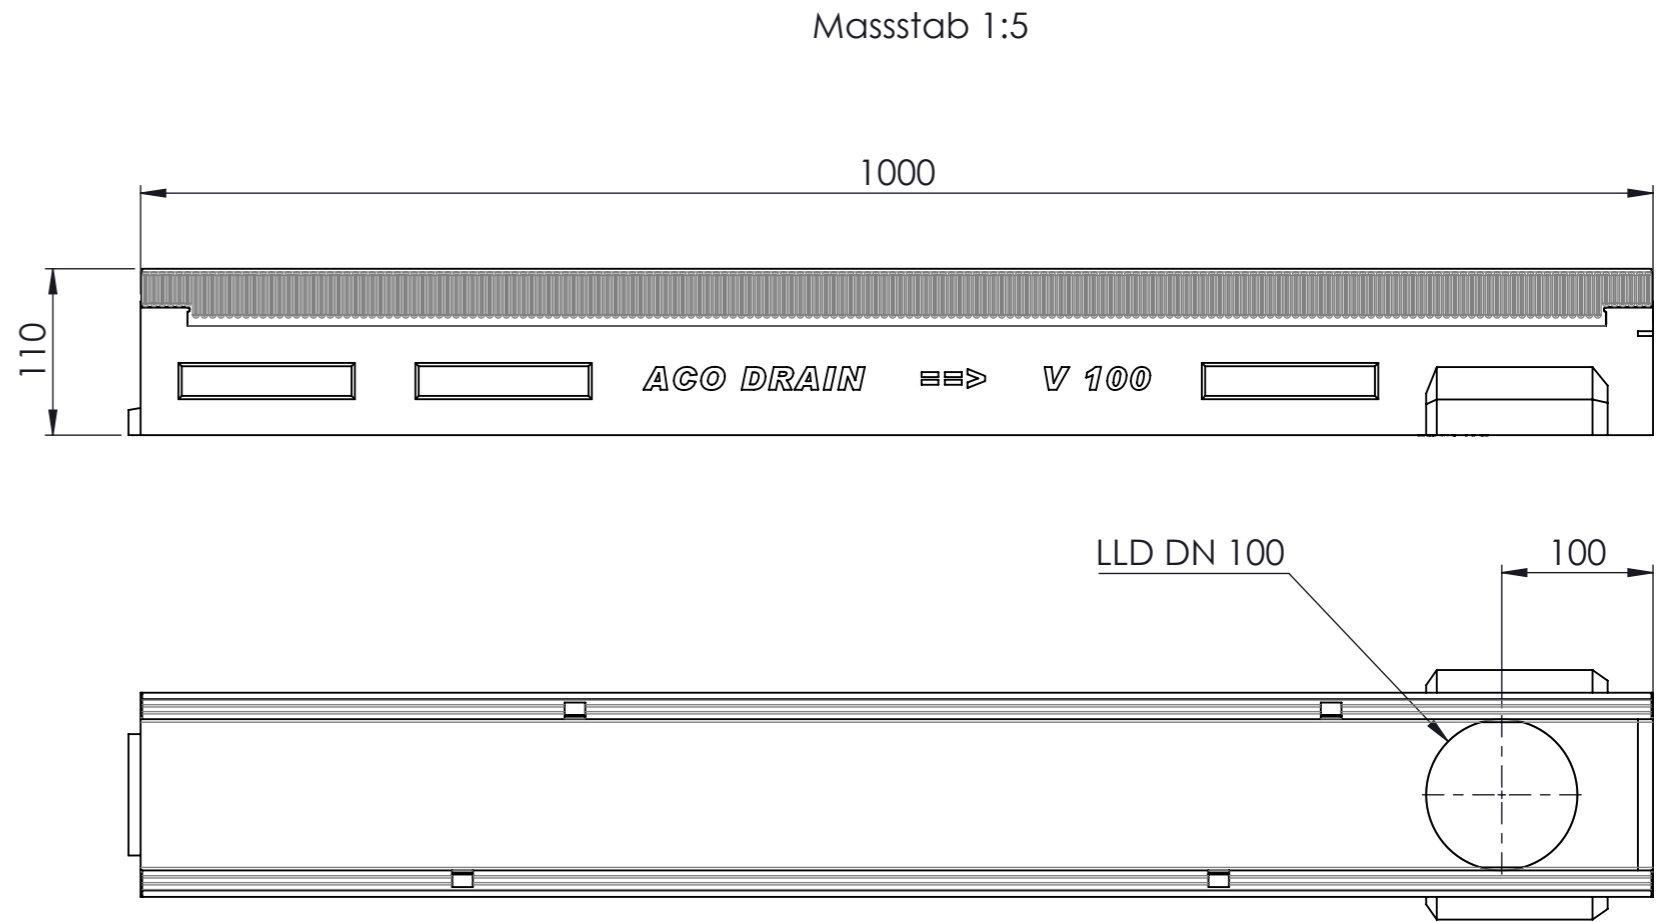 Massstab 1:5
1000
110
ACO DRAIN ==> V 100
LLD DN 100
100